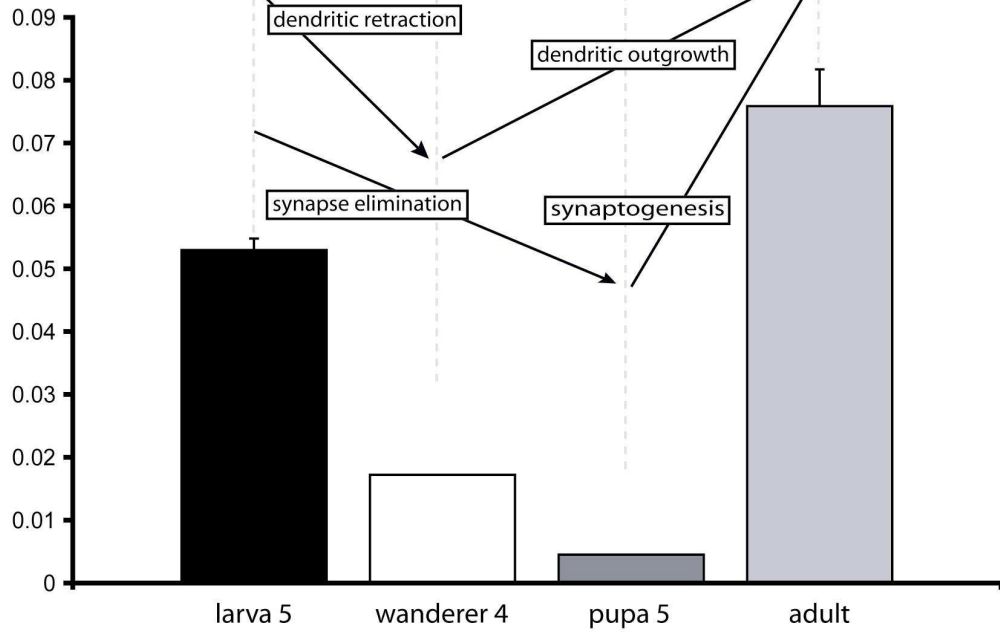 0.09
dendritic retraction
dendritic outgrowth
0.08
0.07
0.06
synapse elimination
synaptogenesis
0.05
0.04
0.03
0.02
0.01
0
larva 5 wanderer 4 pupa 5 adult